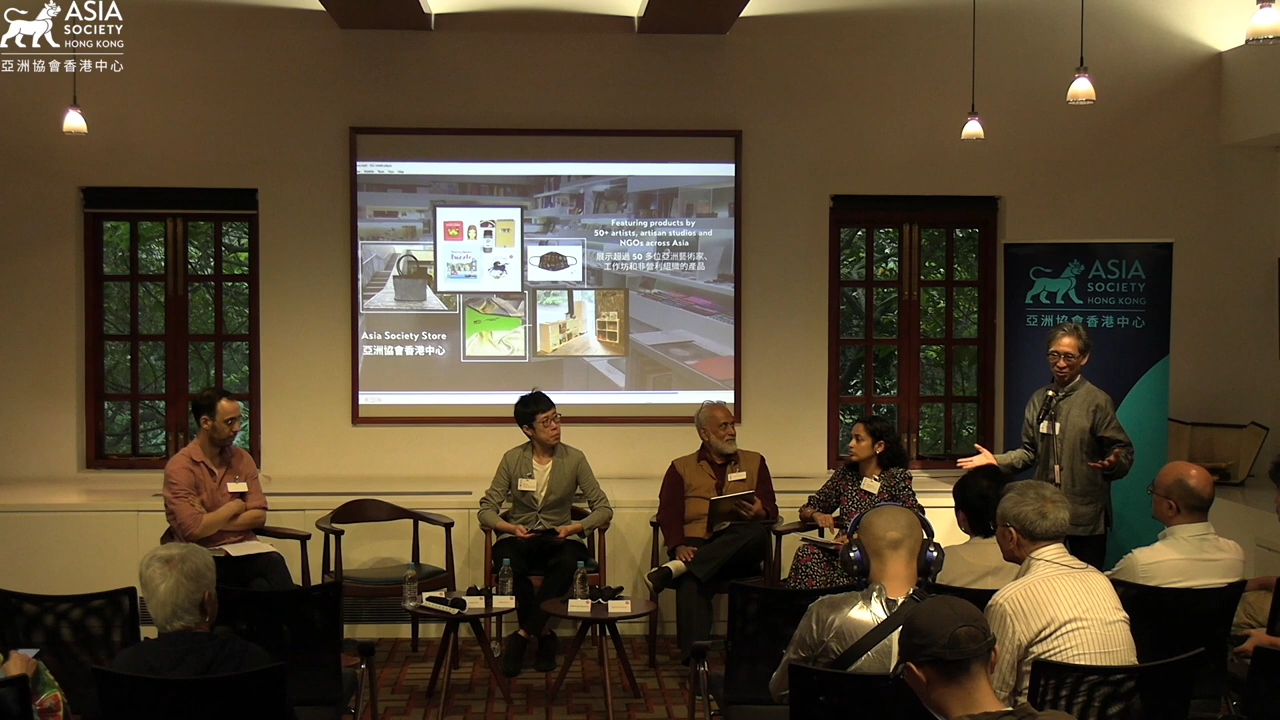 ASIA
SOCIETY
HONG KONG
亞洲協會香港中心
Featuring products by
50+ artists, artisan studios and
NGOs across Asia
展示超過 50 多位亞洲藝術家、
工作坊和非營利組織的產品
Asia Society Store
亞洲協會香港中心
ASIA
SOCIETY
HONG KONG
亞洲協會香港中心